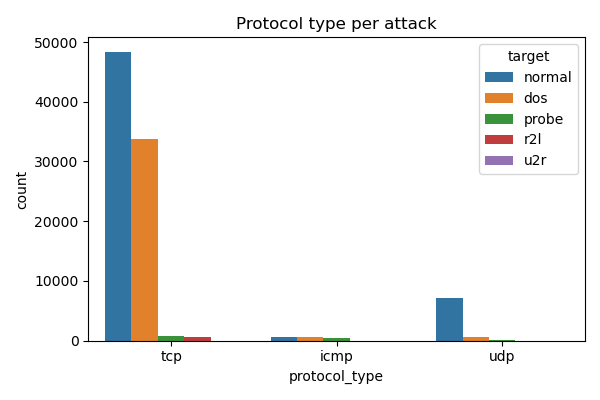 Protocol type per attack
count
50000
40000
30000
20000
10000
0
target
normal
dos
probe
r2l
u2r
tcp
icmp
udp
protocol_type